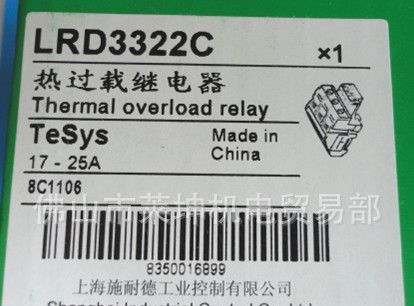 LRD3322C ×1
热过载继电器
Thermal overload relay
TeSys
Made in
China
17 - 25A
8C1106
佛山市英坤机电贸易部
8350016899
上海施耐德工业控制有限公司